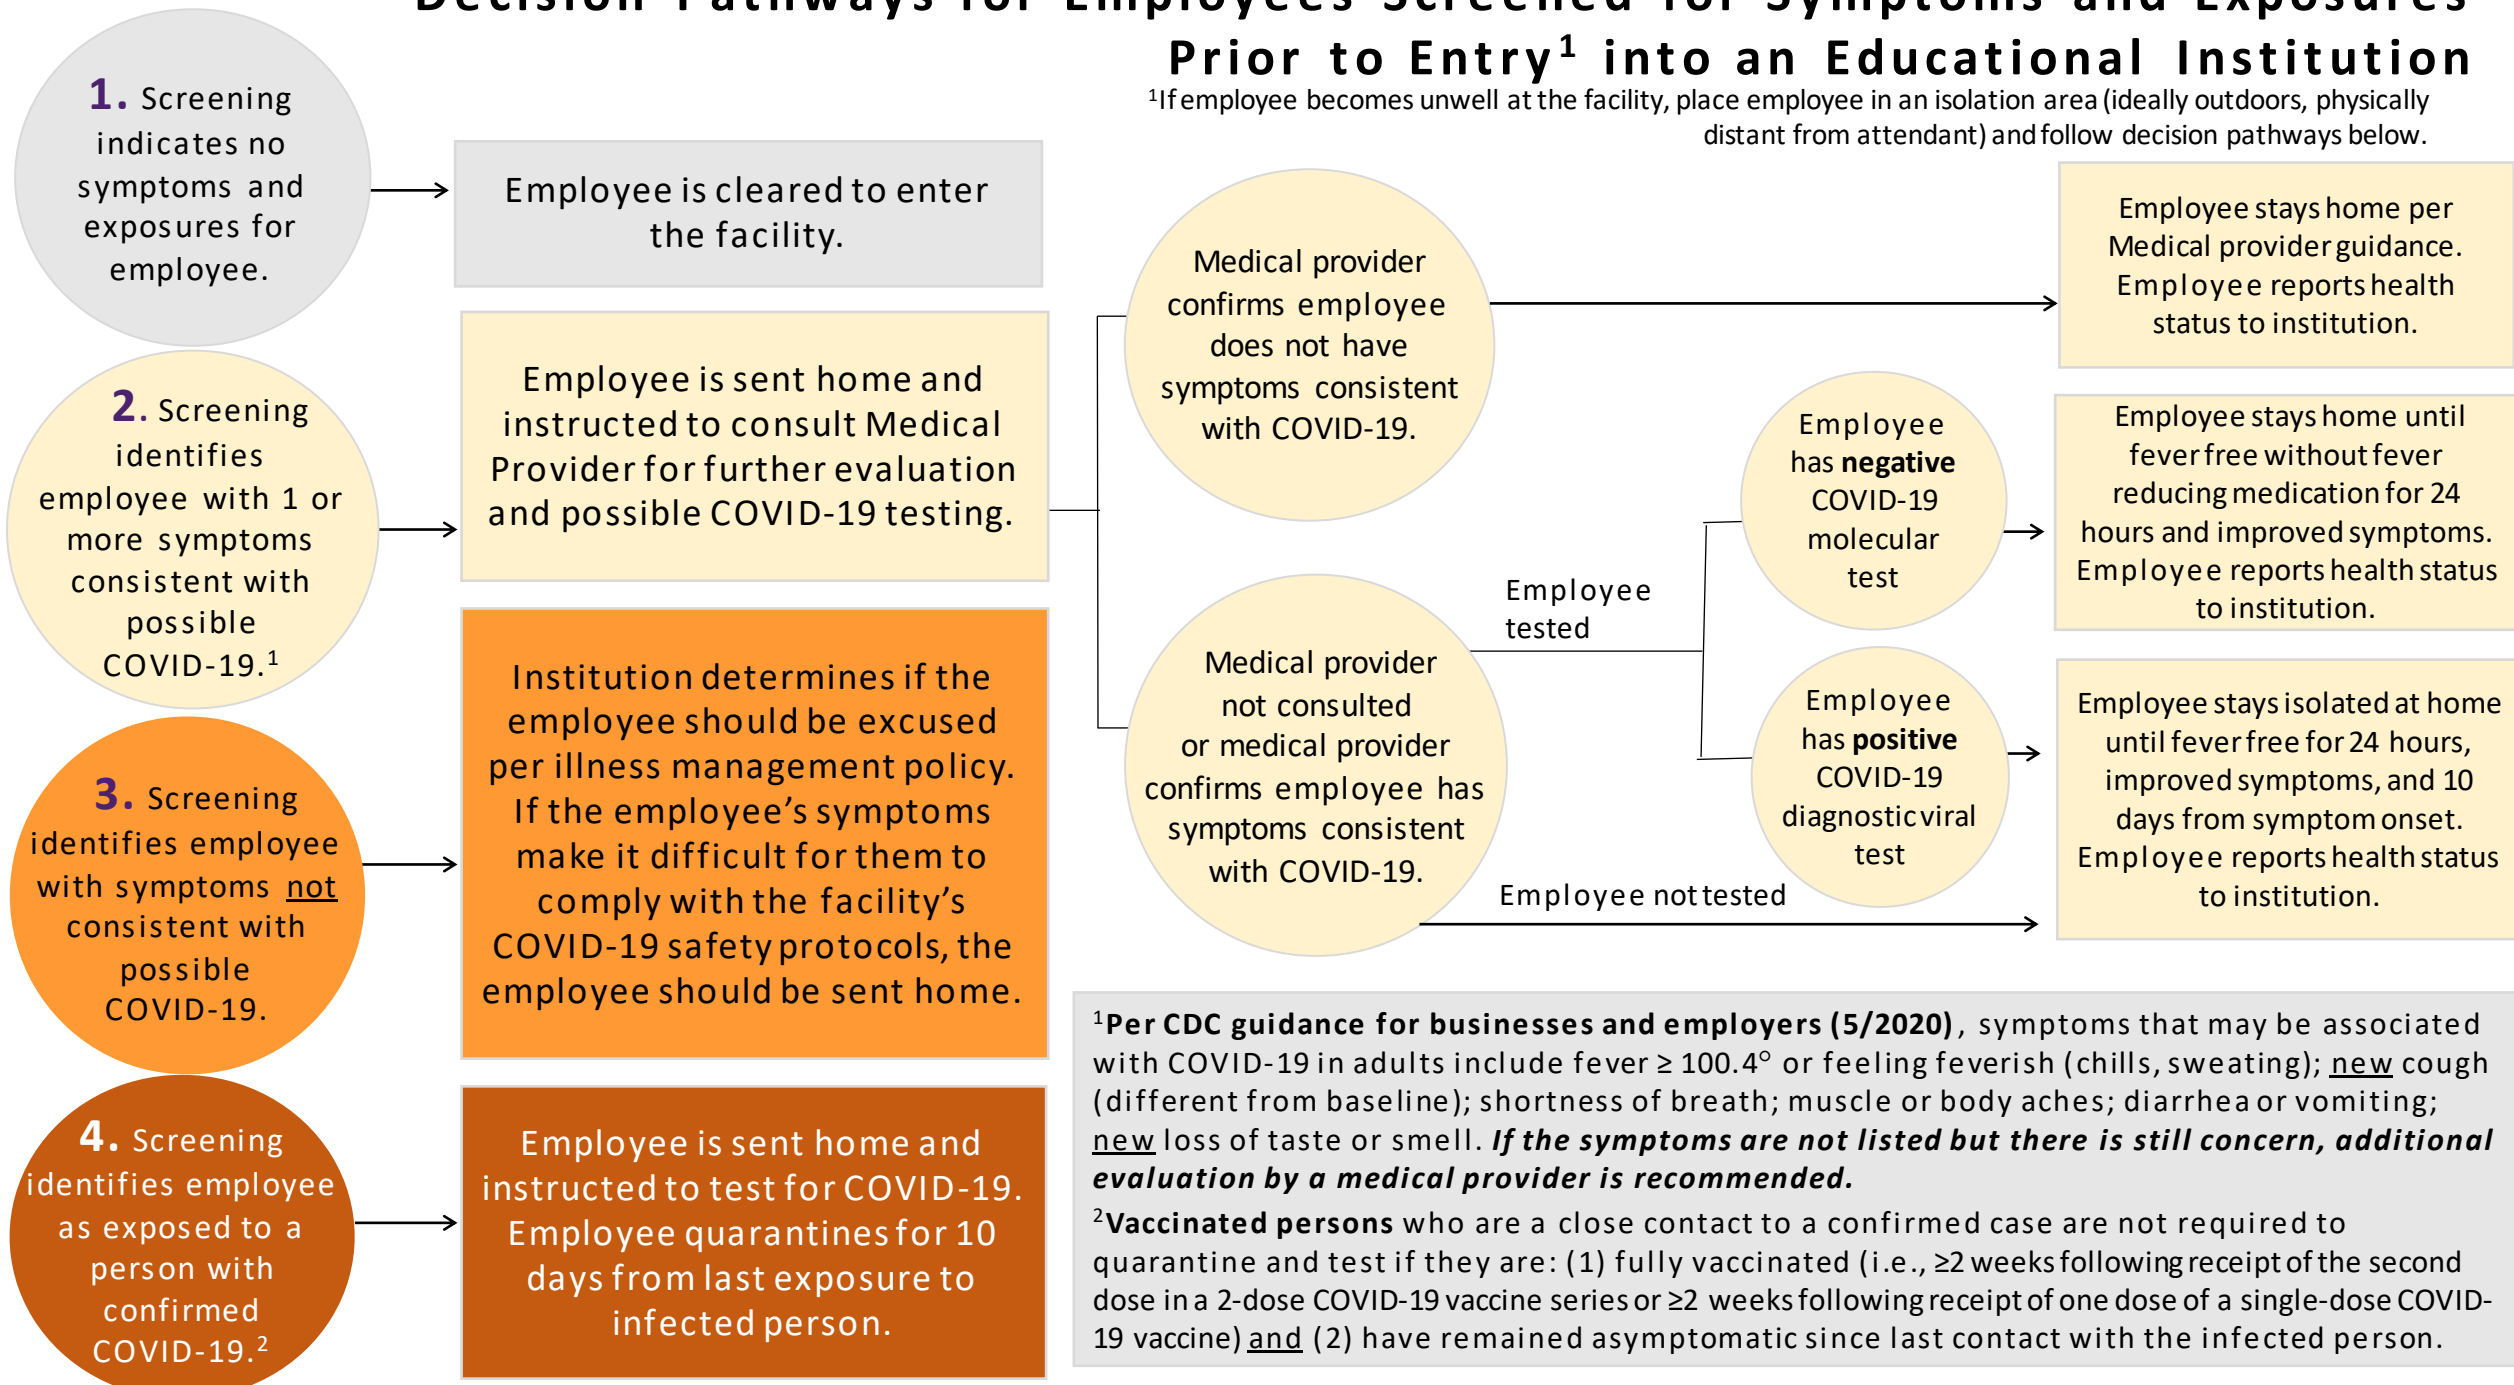 Decision Pathways for Employees Screened for Symptoms and Exposures
Prior to Entry¹ into an Educational Institution
¹If employee becomes unwell at the facility, place employee in an isolation area (ideally outdoors, physically
distant from attendant) and follow decision pathways below.
1. Screening
indicates no
symptoms and
exposures for
employee.
Employee is cleared to enter
the facility.
2. Screening
identifies
employee with 1 or
more symptoms
consistent with
possible
COVID-19.¹
Employee is sent home and
instructed to consult Medical
Provider for further evaluation
and possible COVID-19 testing.
Medical provider
confirms employee
does not have
symptoms consistent
with COVID-19.
Employee stays home per
Medical provider guidance.
Employee reports health
status to institution.
Medical provider
not consulted
or medical provider
confirms employee has
symptoms consistent
with COVID-19.
Employee
tested
Employee
has negative
COVID-19
molecular
test
Employee stays home until
fever free without fever
reducing medication for 24
hours and improved symptoms.
Employee reports health status
to institution.
Employee
has positive
COVID-19
diagnostic viral
test
Employee not tested
Employee stays isolated at home
until fever free for 24 hours,
improved symptoms, and 10
days from symptom onset.
Employee reports health status
to institution.
3. Screening
identifies employee
with symptoms not
consistent with
possible
COVID-19.
Institution determines if the
employee should be excused
per illness management policy.
If the employee's symptoms
make it difficult for them to
comply with the facility's
COVID-19 safety protocols, the
employee should be sent home.
4. Screening
identifies employee
as exposed to a
person with
confirmed
COVID-19.²
Employee is sent home and
instructed to test for COVID-19.
Employee quarantines for 10
days from last exposure to
infected person.
¹Per CDC guidance for businesses and employers (5/2020), symptoms that may be associated
with COVID-19 in adults include fever ≥ 100.4° or feeling feverish (chills, sweating); new cough
(different from baseline); shortness of breath; muscle or body aches; diarrhea or vomiting;
new loss of taste or smell. If the symptoms are not listed but there is still concern, additional
evaluation by a medical provider is recommended.
²Vaccinated persons who are a close contact to a confirmed case are not required to
quarantine and test if they are: (1) fully vaccinated (i.e., ≥2 weeks following receipt of the second
dose in a 2-dose COVID-19 vaccine series or ≥2 weeks following receipt of one dose of a single-dose COVID-
19 vaccine) and (2) have remained asymptomatic since last contact with the infected person.